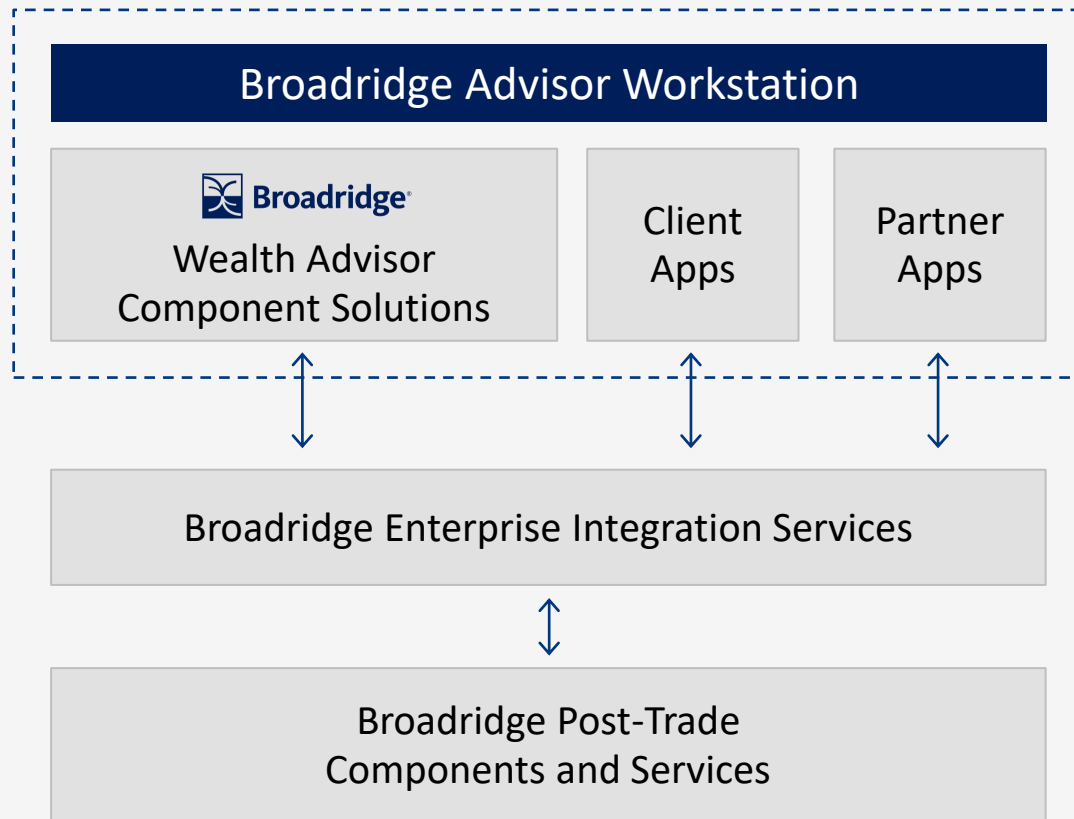 Broadridge Advisor Workstation
Broadridge®
Wealth Advisor
Component Solutions
Client
Apps
Partner
Apps
Broadridge Enterprise Integration Services
Broadridge Post-Trade
Components and Services